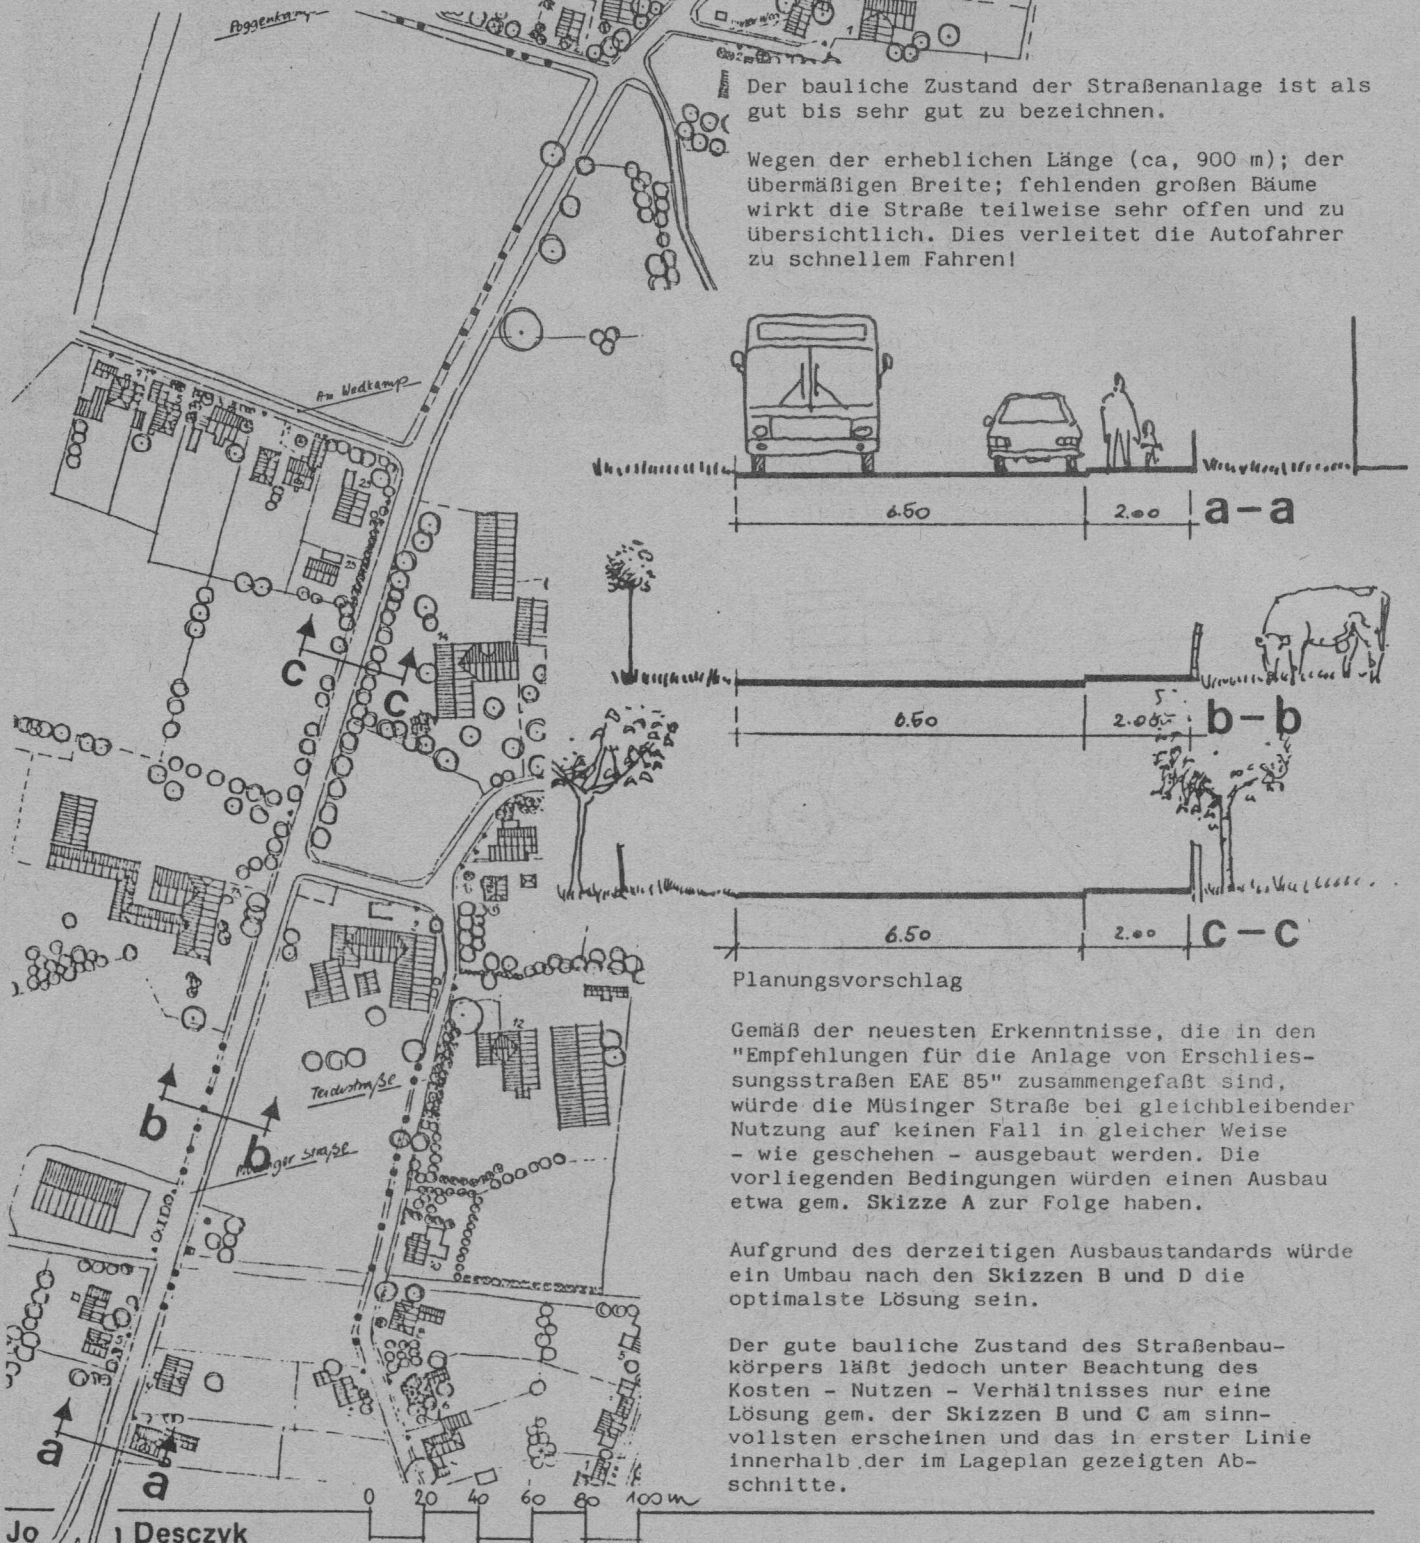 Poggenkamp
Der bauliche Zustand der Straßenanlage ist als
gut bis sehr gut zu bezeichnen.
Wegen der erheblichen Länge (ca, 900 m); der
übermäßigen Breite; fehlenden großen Bäume
wirkt die Straße teilweise sehr offen und zu
übersichtlich. Dies verleitet die Autofahrer
zu schnellem Fahren!
Am Wedkamp
6.50
2.00
a-a
6.50
2.00
b-b
6.50
2.00
c-c
c
c
14
12
Teichstraße
b
b
Straße
a
a
Planungsvorschlag
Gemäß der neuesten Erkenntnisse, die in den
"Empfehlungen für die Anlage von Erschlies-
sungsstraßen EAE 85" zusammengefaßt sind,
würde die Müsinger Straße bei gleichbleibender
Nutzung auf keinen Fall in gleicher Weise
- wie geschehen - ausgebaut werden. Die
vorliegenden Bedingungen würden einen Ausbau
etwa gem. Skizze A zur Folge haben.
Aufgrund des derzeitigen Ausbaustandards würde
ein Umbau nach den Skizzen B und D die
optimalste Lösung sein.
Der gute bauliche Zustand des Straßenbau-
körpers läßt jedoch unter Beachtung des
Kosten - Nutzen - Verhältnisses nur eine
Lösung gem. der Skizzen B und C am sinn-
vollsten erscheinen und das in erster Linie
innerhalb der im Lageplan gezeigten Ab-
schnitte.
0 20 40 60 80 100 m
Jo
Desczyk